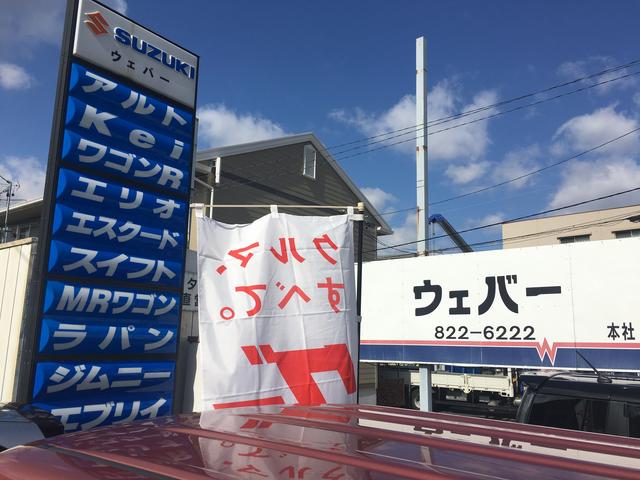 SUZUKI
ウェバー
アルト
Kei
ワゴンR
エリオ
エスクード
スイフト
MRワゴン
ラパン
ジムニー
エブリイ
クルマ、
すべて。
グー
ウェバー
822-6222
本社